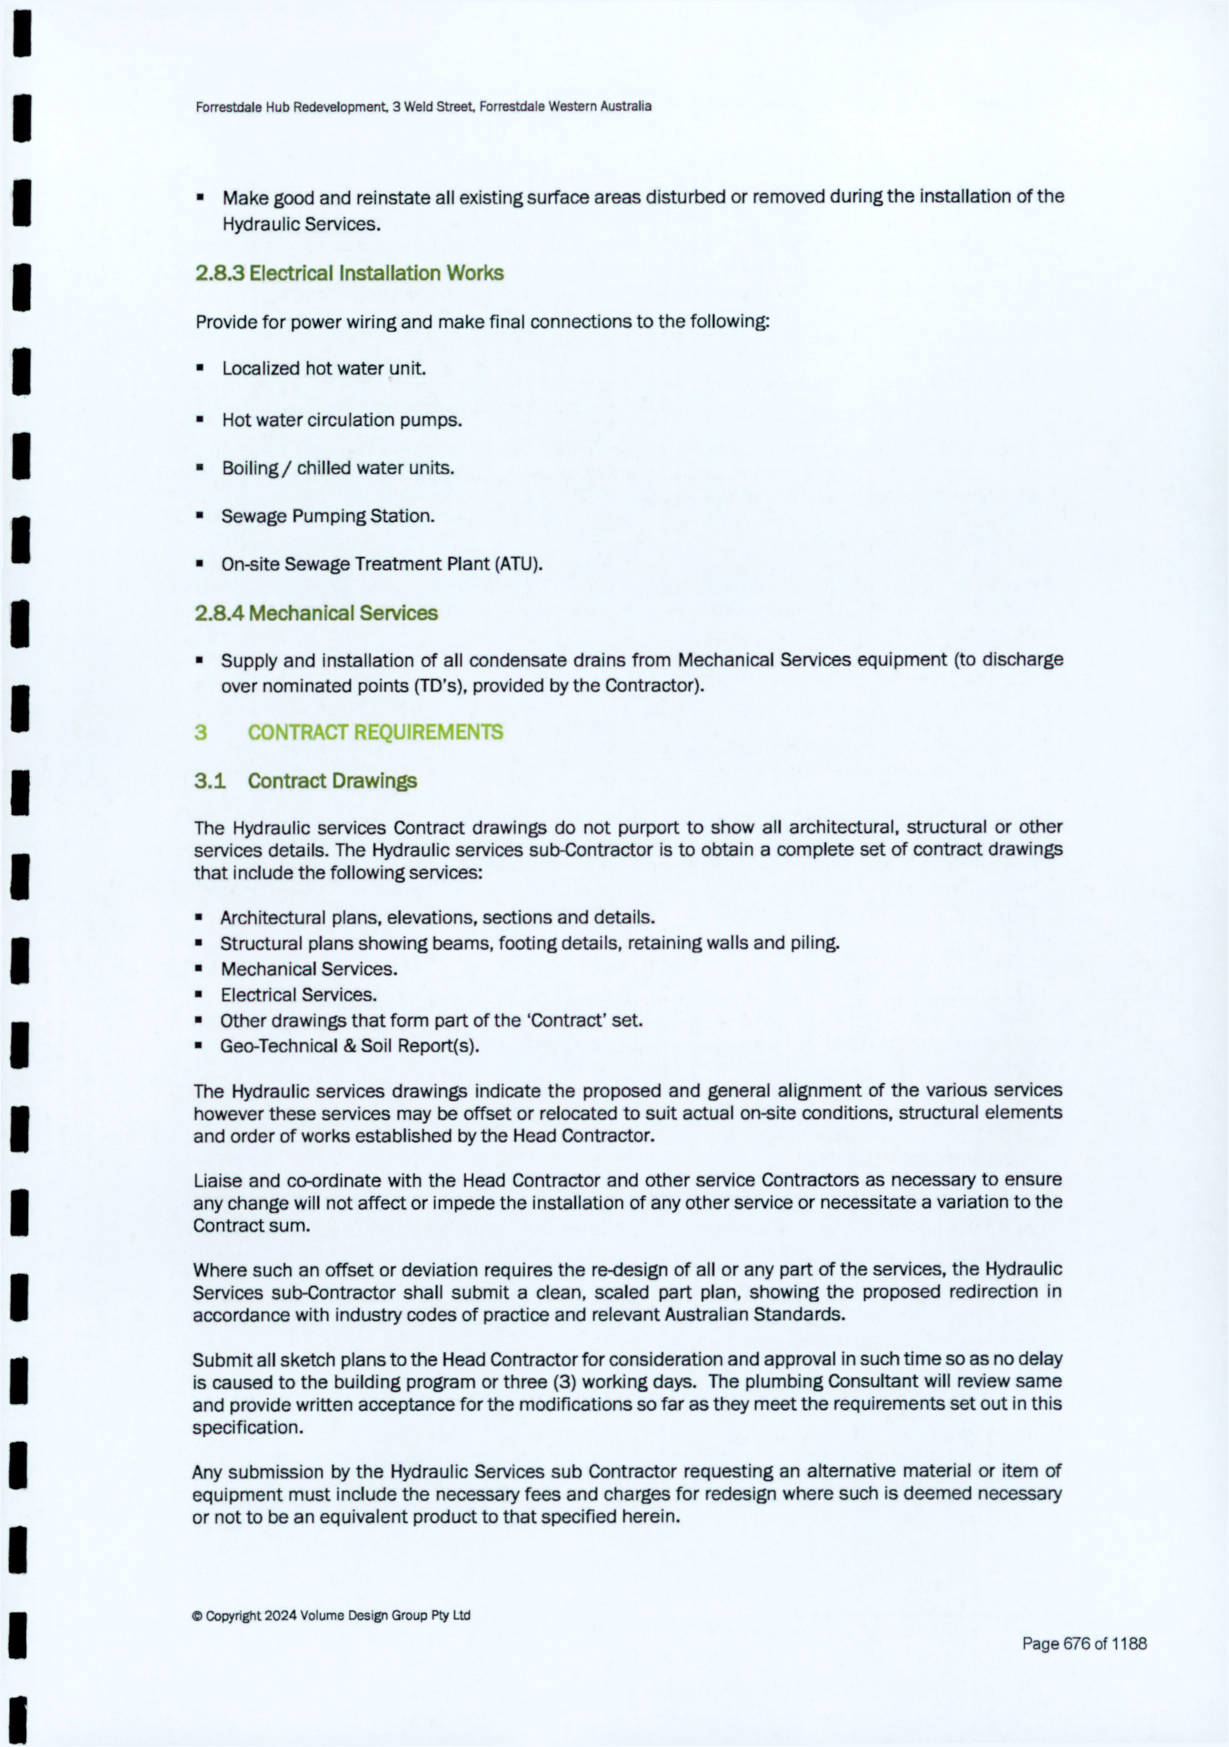 Forrestdale Hub Redevelopment, 3 Weld Street, Forrestdale Western Australia
▪ Make good and reinstate all existing surface areas disturbed or removed during the installation of the
Hydraulic Services.
2.8.3 Electrical Installation Works
Provide for power wiring and make final connections to the following:
▪ Localized hot water unit.
▪ Hot water circulation pumps.
▪ Boiling / chilled water units.
▪ Sewage Pumping Station.
▪ On-site Sewage Treatment Plant (ATU).
2.8.4 Mechanical Services
▪ Supply and installation of all condensate drains from Mechanical Services equipment (to discharge
over nominated points (TD's), provided by the Contractor).
3 CONTRACT REQUIREMENTS
3.1 Contract Drawings
The Hydraulic services Contract drawings do not purport to show all architectural, structural or other
services details. The Hydraulic services sub-Contractor is to obtain a complete set of contract drawings
that include the following services:
▪ Architectural plans, elevations, sections and details.
▪ Structural plans showing beams, footing details, retaining walls and piling.
▪ Mechanical Services.
▪ Electrical Services.
▪ Other drawings that form part of the 'Contract' set.
▪ Geo-Technical & Soil Report(s).
The Hydraulic services drawings indicate the proposed and general alignment of the various services
however these services may be offset or relocated to suit actual on-site conditions, structural elements
and order of works established by the Head Contractor.
Liaise and co-ordinate with the Head Contractor and other service Contractors as necessary to ensure
any change will not affect or impede the installation of any other service or necessitate a variation to the
Contract sum.
Where such an offset or deviation requires the re-design of all or any part of the services, the Hydraulic
Services sub-Contractor shall submit a clean, scaled part plan, showing the proposed redirection in
accordance with industry codes of practice and relevant Australian Standards.
Submit all sketch plans to the Head Contractor for consideration and approval in such time so as no delay
is caused to the building program or three (3) working days. The plumbing Consultant will review same
and provide written acceptance for the modifications so far as they meet the requirements set out in this
specification.
Any submission by the Hydraulic Services sub Contractor requesting an alternative material or item of
equipment must include the necessary fees and charges for redesign where such is deemed necessary
or not to be an equivalent product to that specified herein.
© Copyright 2024 Volume Design Group Pty Ltd
Page 676 of 1188